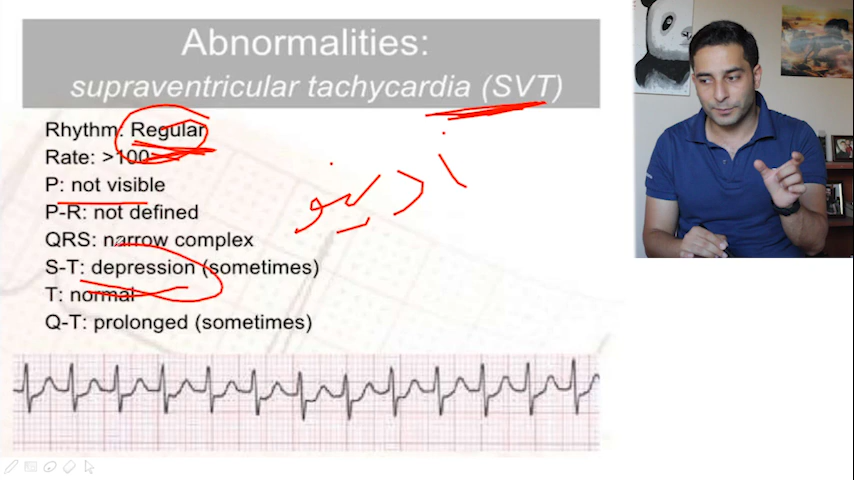 Abnormalities:
supraventricular tachycardia (SVT)
Rhythm: Regular
Rate: >100
P: not visible
P-R: not defined
QRS: narrow complex
S-T: depression (sometimes)
T: normal
Q-T: prolonged (sometimes)